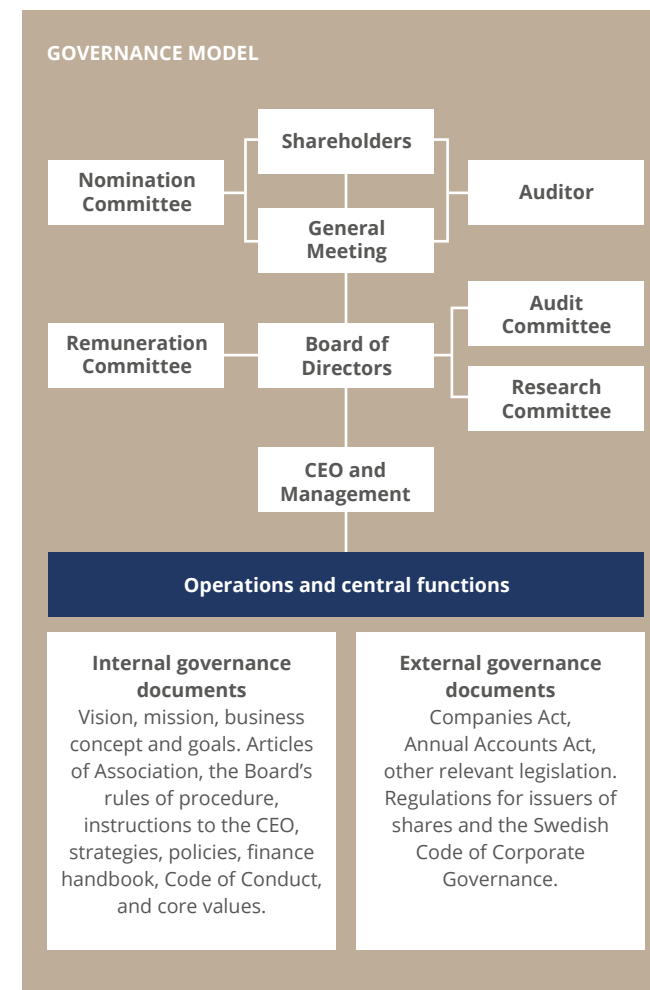 GOVERNANCE MODEL
Shareholders
Nomination
Committee
Auditor
General
Meeting
Audit
Committee
Remuneration
Committee
Board of
Directors
Research
Committee
CEO and
Management
Operations and central functions
Internal governance
documents
Vision, mission, business
concept and goals. Articles
of Association, the Board’s
rules of procedure,
instructions to the CEO,
strategies, policies, finance
handbook, Code of Conduct,
and core values.
External governance
documents
Companies Act,
Annual Accounts Act,
other relevant legislation.
Regulations for issuers of
shares and the Swedish
Code of Corporate
Governance.